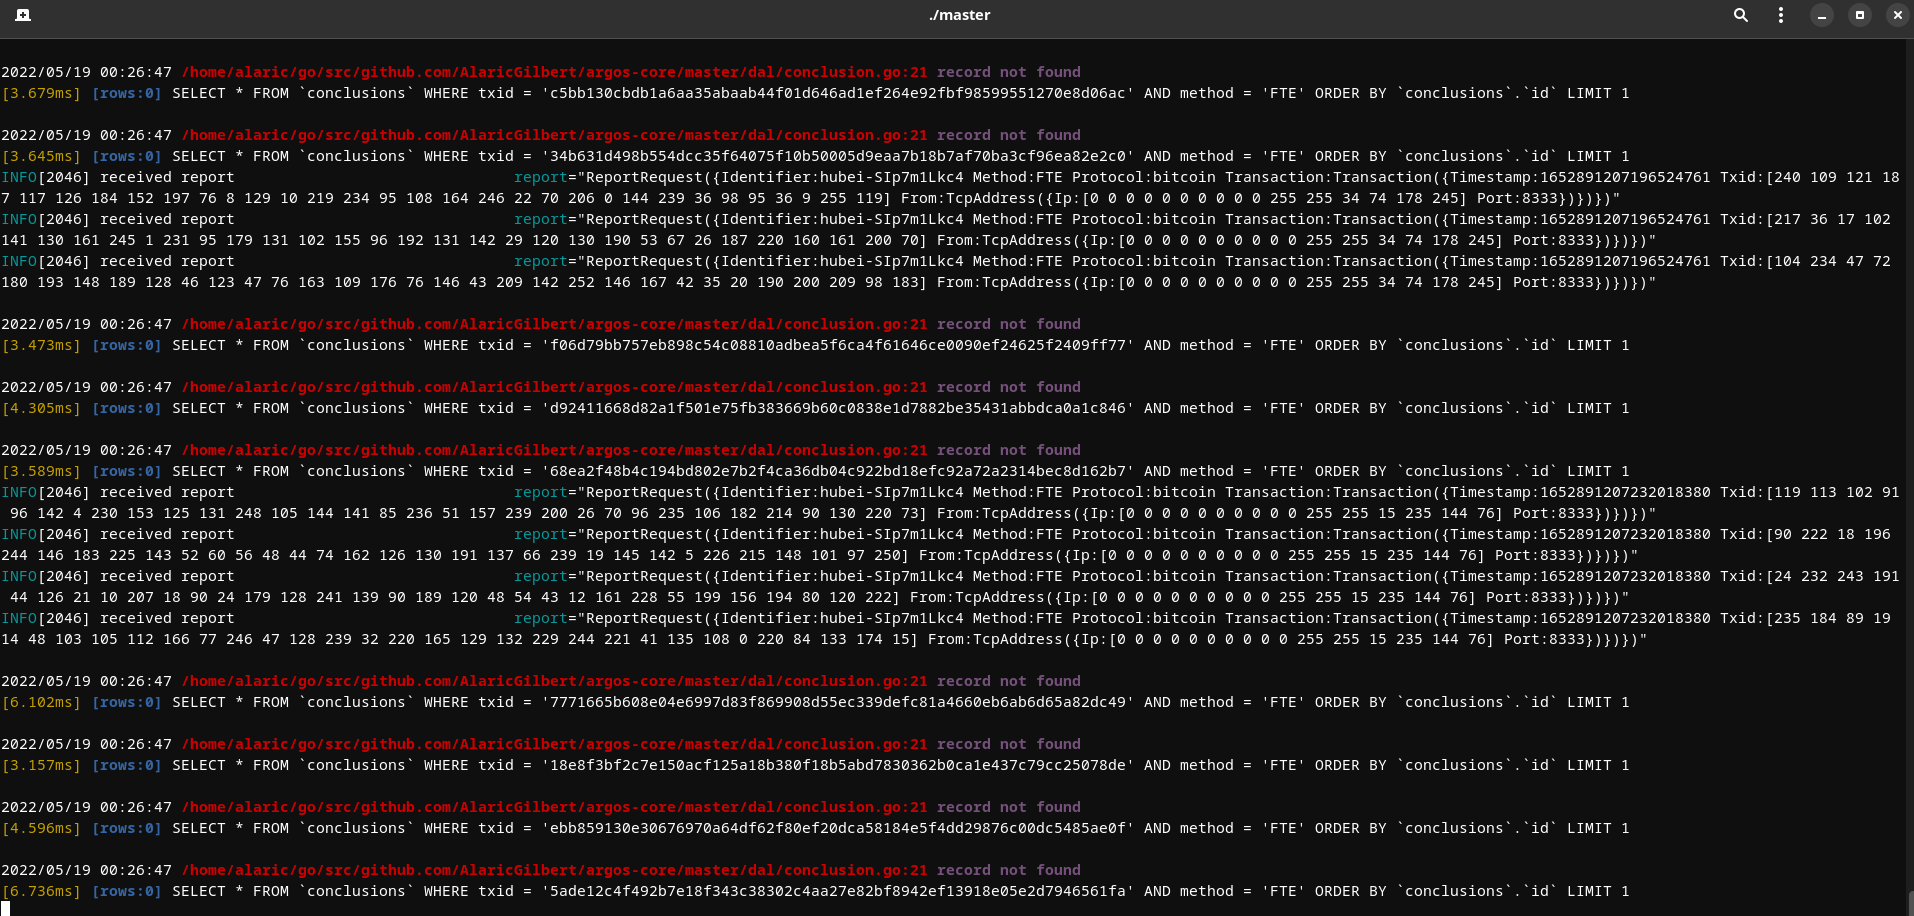 ./master
2022/05/19 00:26:47 /home/alaric/go/src/github.com/AlaricGilbert/argos-core/master/dal/conclusion.go:21 record not found
[3.679ms] [rows:0] SELECT * FROM `conclusions` WHERE txid = 'c5bb130cbdb1a6aa35abaab44f01d646ad1ef264e92fbf98599551270e8d06ac' AND method = 'FTE' ORDER BY `conclusions`.`id` LIMIT 1
2022/05/19 00:26:47 /home/alaric/go/src/github.com/AlaricGilbert/argos-core/master/dal/conclusion.go:21 record not found
[3.645ms] [rows:0] SELECT * FROM `conclusions` WHERE txid = '34b631d498b554dcc35f64075f10b50005d9eaa7b18b7af70ba3cf96ea82e2c0' AND method = 'FTE' ORDER BY `conclusions`.`id` LIMIT 1
INFO[2046] received report                               report="ReportRequest({Identifier:hubei-SIp7m1Lkc4 Method:FTE Protocol:bitcoin Transaction:Transaction({Timestamp:1652891207196524761 Txid:[240 109 121 18
7 117 126 184 152 197 76 8 129 10 219 234 95 108 164 246 22 70 206 0 144 239 36 98 95 36 9 255 119] From:TcpAddress({Ip:[0 0 0 0 0 0 0 0 0 0 255 255 34 74 178 245] Port:8333})})})"
INFO[2046] received report                               report="ReportRequest({Identifier:hubei-SIp7m1Lkc4 Method:FTE Protocol:bitcoin Transaction:Transaction({Timestamp:1652891207196524761 Txid:[217 36 17 102
141 130 161 245 1 231 95 179 131 102 155 96 192 131 142 29 120 130 190 53 67 26 187 220 160 161 200 70] From:TcpAddress({Ip:[0 0 0 0 0 0 0 0 0 0 255 255 34 74 178 245] Port:8333})})})"
INFO[2046] received report                               report="ReportRequest({Identifier:hubei-SIp7m1Lkc4 Method:FTE Protocol:bitcoin Transaction:Transaction({Timestamp:1652891207196524761 Txid:[104 234 47 72
180 193 148 189 128 46 123 47 76 163 109 176 76 146 43 209 142 252 146 167 42 35 20 190 200 209 98 183] From:TcpAddress({Ip:[0 0 0 0 0 0 0 0 0 0 255 255 34 74 178 245] Port:8333})})})"
2022/05/19 00:26:47 /home/alaric/go/src/github.com/AlaricGilbert/argos-core/master/dal/conclusion.go:21 record not found
[3.473ms] [rows:0] SELECT * FROM `conclusions` WHERE txid = 'f06d79bb757eb898c54c08810adbea5f6ca4f61646ce0090ef24625f2409ff77' AND method = 'FTE' ORDER BY `conclusions`.`id` LIMIT 1
2022/05/19 00:26:47 /home/alaric/go/src/github.com/AlaricGilbert/argos-core/master/dal/conclusion.go:21 record not found
[4.305ms] [rows:0] SELECT * FROM `conclusions` WHERE txid = 'd92411668d82a1f501e75fb383669b60c0838e1d7882be35431abbdca0a1c846' AND method = 'FTE' ORDER BY `conclusions`.`id` LIMIT 1
2022/05/19 00:26:47 /home/alaric/go/src/github.com/AlaricGilbert/argos-core/master/dal/conclusion.go:21 record not found
[3.589ms] [rows:0] SELECT * FROM `conclusions` WHERE txid = '68ea2f48b4c194bd802e7b2f4ca36db04c922bd18efc92a72a2314bec8d162b7' AND method = 'FTE' ORDER BY `conclusions`.`id` LIMIT 1
INFO[2046] received report                               report="ReportRequest({Identifier:hubei-SIp7m1Lkc4 Method:FTE Protocol:bitcoin Transaction:Transaction({Timestamp:1652891207232018380 Txid:[119 113 102 91
 96 142 4 230 153 125 131 248 105 144 141 85 236 51 157 239 200 26 70 96 235 106 182 214 90 130 220 73] From:TcpAddress({Ip:[0 0 0 0 0 0 0 0 0 0 255 255 15 235 144 76] Port:8333})})})"
INFO[2046] received report                               report="ReportRequest({Identifier:hubei-SIp7m1Lkc4 Method:FTE Protocol:bitcoin Transaction:Transaction({Timestamp:1652891207232018380 Txid:[90 222 18 196
244 146 183 225 143 52 60 56 48 44 74 162 126 130 191 137 66 239 19 145 142 5 226 215 148 101 97 250] From:TcpAddress({Ip:[0 0 0 0 0 0 0 0 0 0 255 255 15 235 144 76] Port:8333})})})"
INFO[2046] received report                               report="ReportRequest({Identifier:hubei-SIp7m1Lkc4 Method:FTE Protocol:bitcoin Transaction:Transaction({Timestamp:1652891207232018380 Txid:[24 232 243 191
 44 126 21 10 207 18 90 24 179 128 241 139 90 189 120 48 54 43 12 161 228 55 199 156 194 80 120 222] From:TcpAddress({Ip:[0 0 0 0 0 0 0 0 0 0 255 255 15 235 144 76] Port:8333})})})"
INFO[2046] received report                               report="ReportRequest({Identifier:hubei-SIp7m1Lkc4 Method:FTE Protocol:bitcoin Transaction:Transaction({Timestamp:1652891207232018380 Txid:[235 184 89 19
14 48 103 105 112 166 77 246 47 128 239 32 220 165 129 132 229 244 221 41 135 108 0 220 84 133 174 15] From:TcpAddress({Ip:[0 0 0 0 0 0 0 0 0 0 255 255 15 235 144 76] Port:8333})})})"
2022/05/19 00:26:47 /home/alaric/go/src/github.com/AlaricGilbert/argos-core/master/dal/conclusion.go:21 record not found
[6.102ms] [rows:0] SELECT * FROM `conclusions` WHERE txid = '7771665b608e04e6997d83f869908d55ec339defc81a4660eb6ab6d65a82dc49' AND method = 'FTE' ORDER BY `conclusions`.`id` LIMIT 1
2022/05/19 00:26:47 /home/alaric/go/src/github.com/AlaricGilbert/argos-core/master/dal/conclusion.go:21 record not found
[3.157ms] [rows:0] SELECT * FROM `conclusions` WHERE txid = '18e8f3bf2c7e150acf125a18b380f18b5abd7830362b0ca1e437c79cc25078de' AND method = 'FTE' ORDER BY `conclusions`.`id` LIMIT 1
2022/05/19 00:26:47 /home/alaric/go/src/github.com/AlaricGilbert/argos-core/master/dal/conclusion.go:21 record not found
[4.596ms] [rows:0] SELECT * FROM `conclusions` WHERE txid = 'ebb859130e30676970a64df62f80ef20dca58184e5f4dd29876c00dc5485ae0f' AND method = 'FTE' ORDER BY `conclusions`.`id` LIMIT 1
2022/05/19 00:26:47 /home/alaric/go/src/github.com/AlaricGilbert/argos-core/master/dal/conclusion.go:21 record not found
[6.736ms] [rows:0] SELECT * FROM `conclusions` WHERE txid = '5ade12c4f492b7e18f343c38302c4aa27e82bf8942ef13918e05e2d7946561fa' AND method = 'FTE' ORDER BY `conclusions`.`id` LIMIT 1